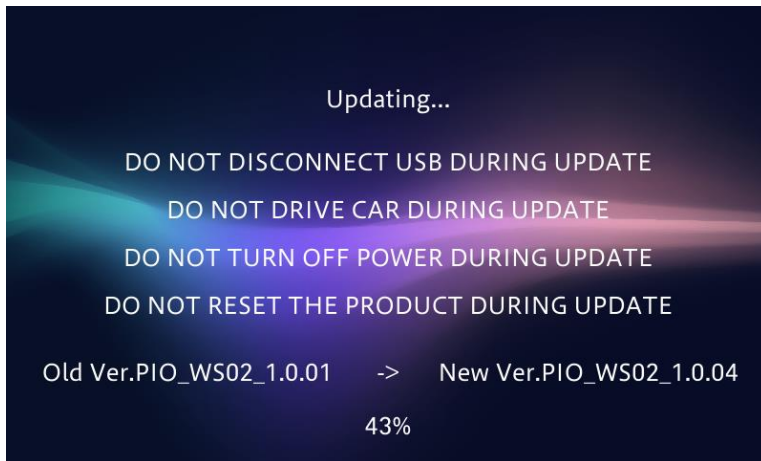 Updating...
DO NOT DISCONNECT USB DURING UPDATE
DO NOT DRIVE CAR DURING UPDATE
DO NOT TURN OFF POWER DURING UPDATE
DO NOT RESET THE PRODUCT DURING UPDATE
Old Ver.PIO_WS02_1.0.01 -> New Ver.PIO_WS02_1.0.04
43%